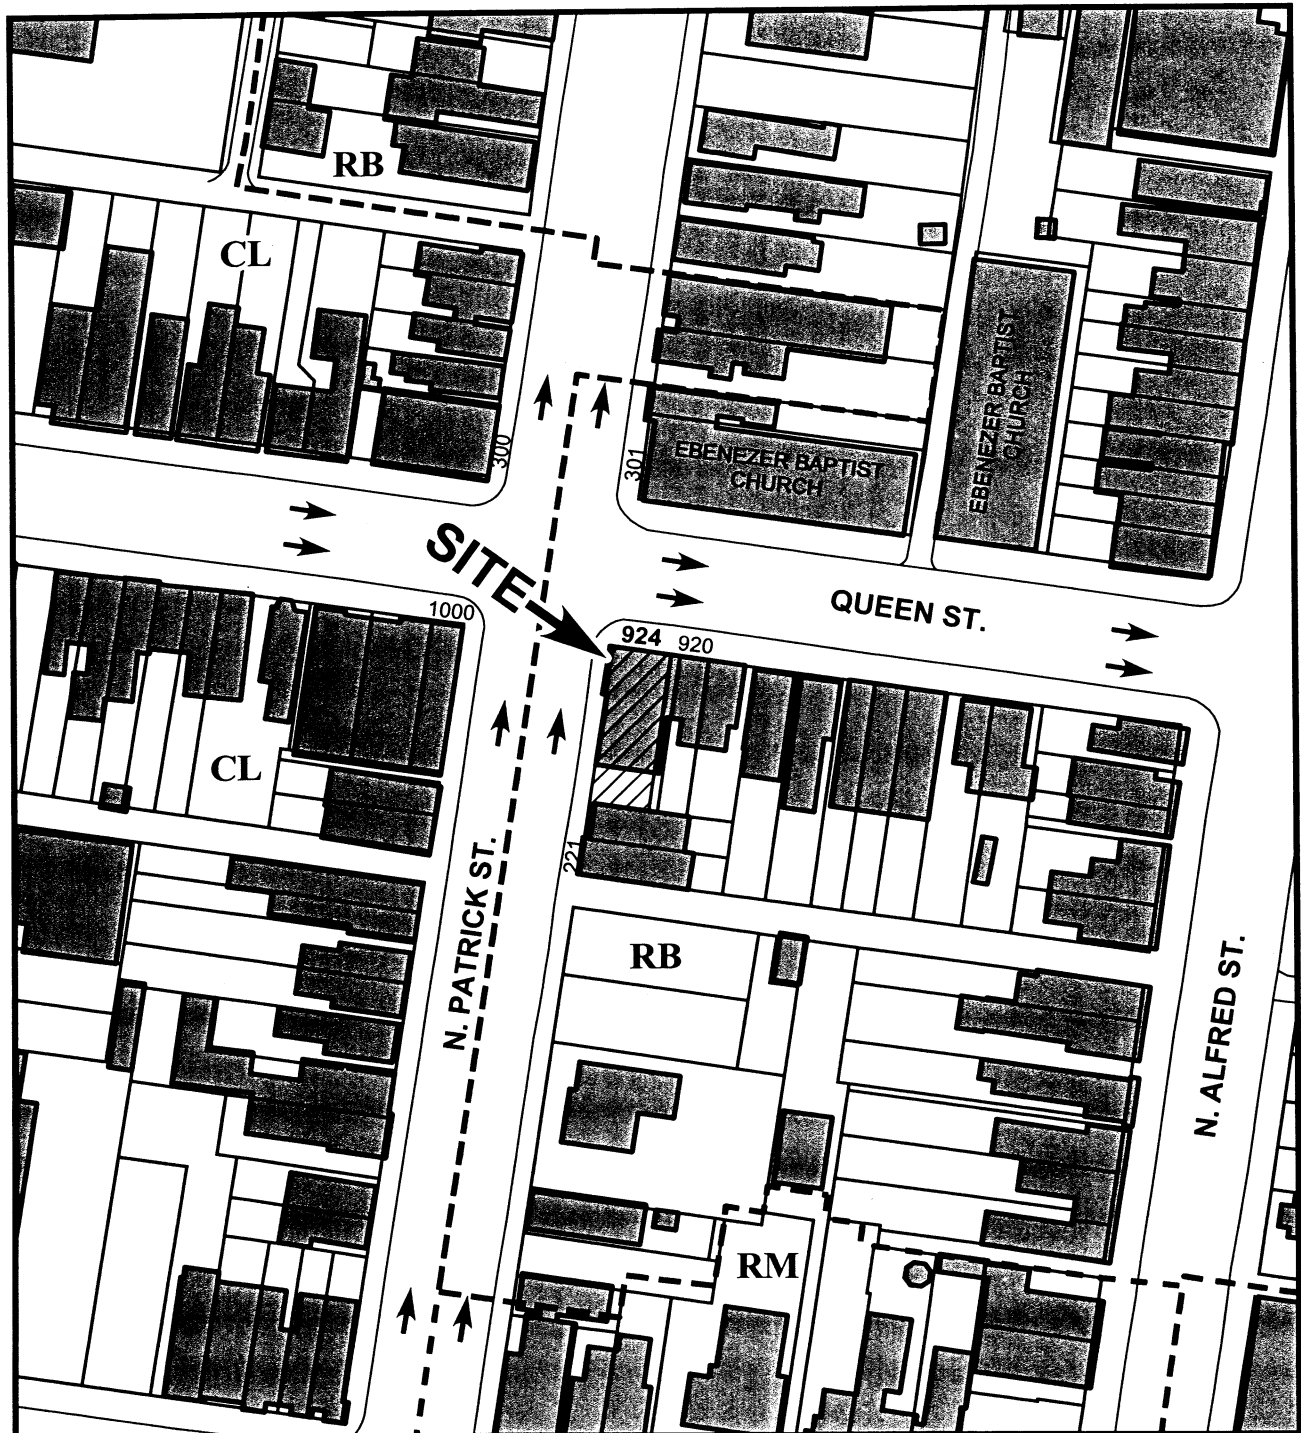 RB
CL
300
301
EBENEZER BAPTIST
CHURCH
EBENEZER BAPTIST
CHURCH
SITE
1000
924
920
QUEEN ST.
CL
221
N. PATRICK ST.
RB
N. ALFRED ST.
RM